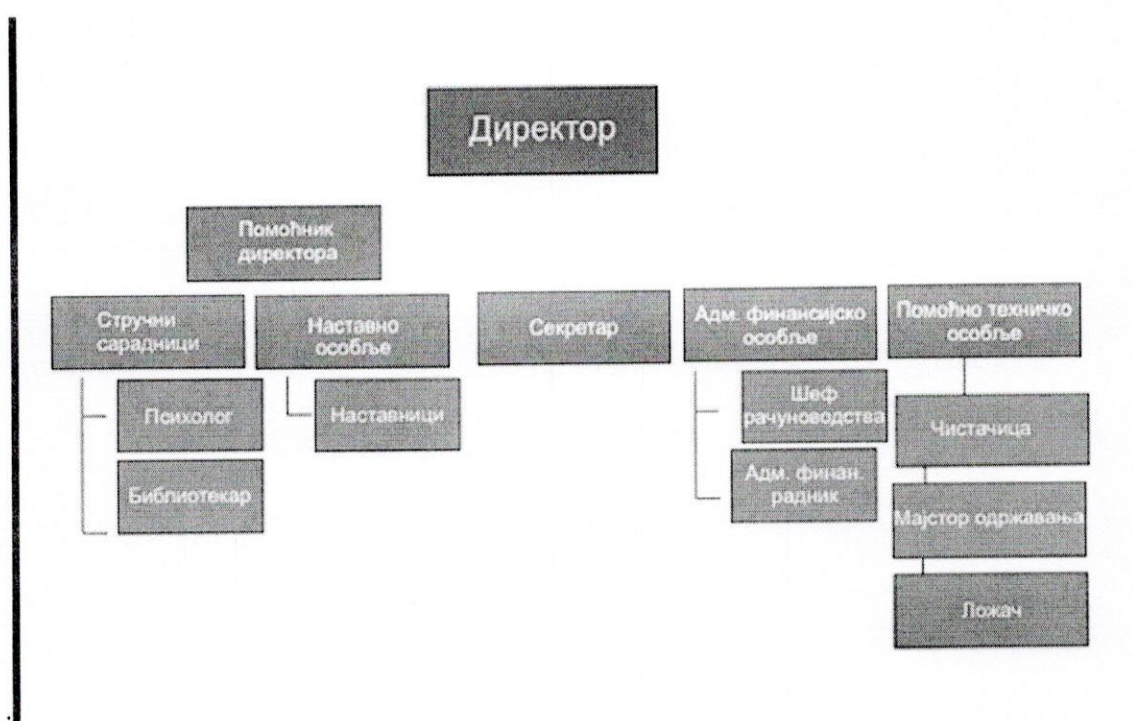 Директор
Помоћник
директора
Стручни
сарадници
Наставно
особље
Секретар
Адм. финансијско
особље
Помоћно техничко
особље
Психолог
Наставници
Шеф
рачуноводства
Чистачица
Библиотекар
Адм. финан.
радник
Мајстор одржавања
Ложач